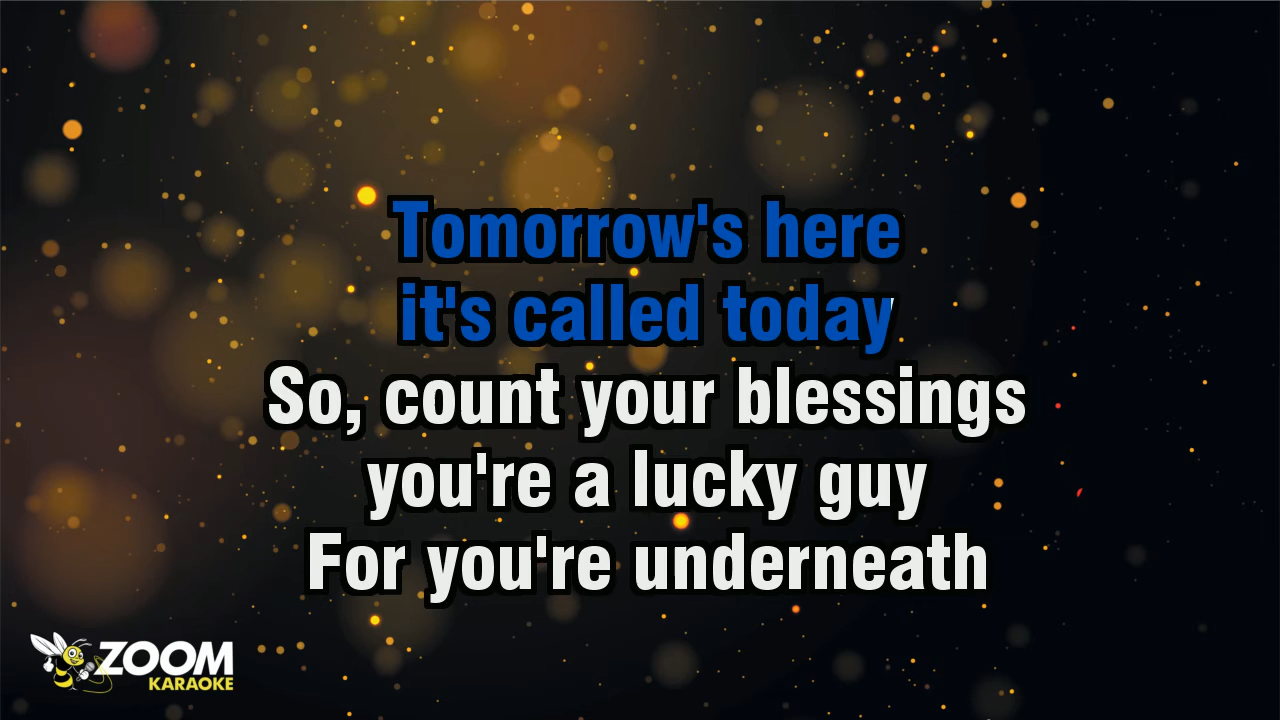 Tomorrow's here
it's called today
So, count your blessings
you're a lucky guy
For you're underneath
ZOOM
KARAOKE